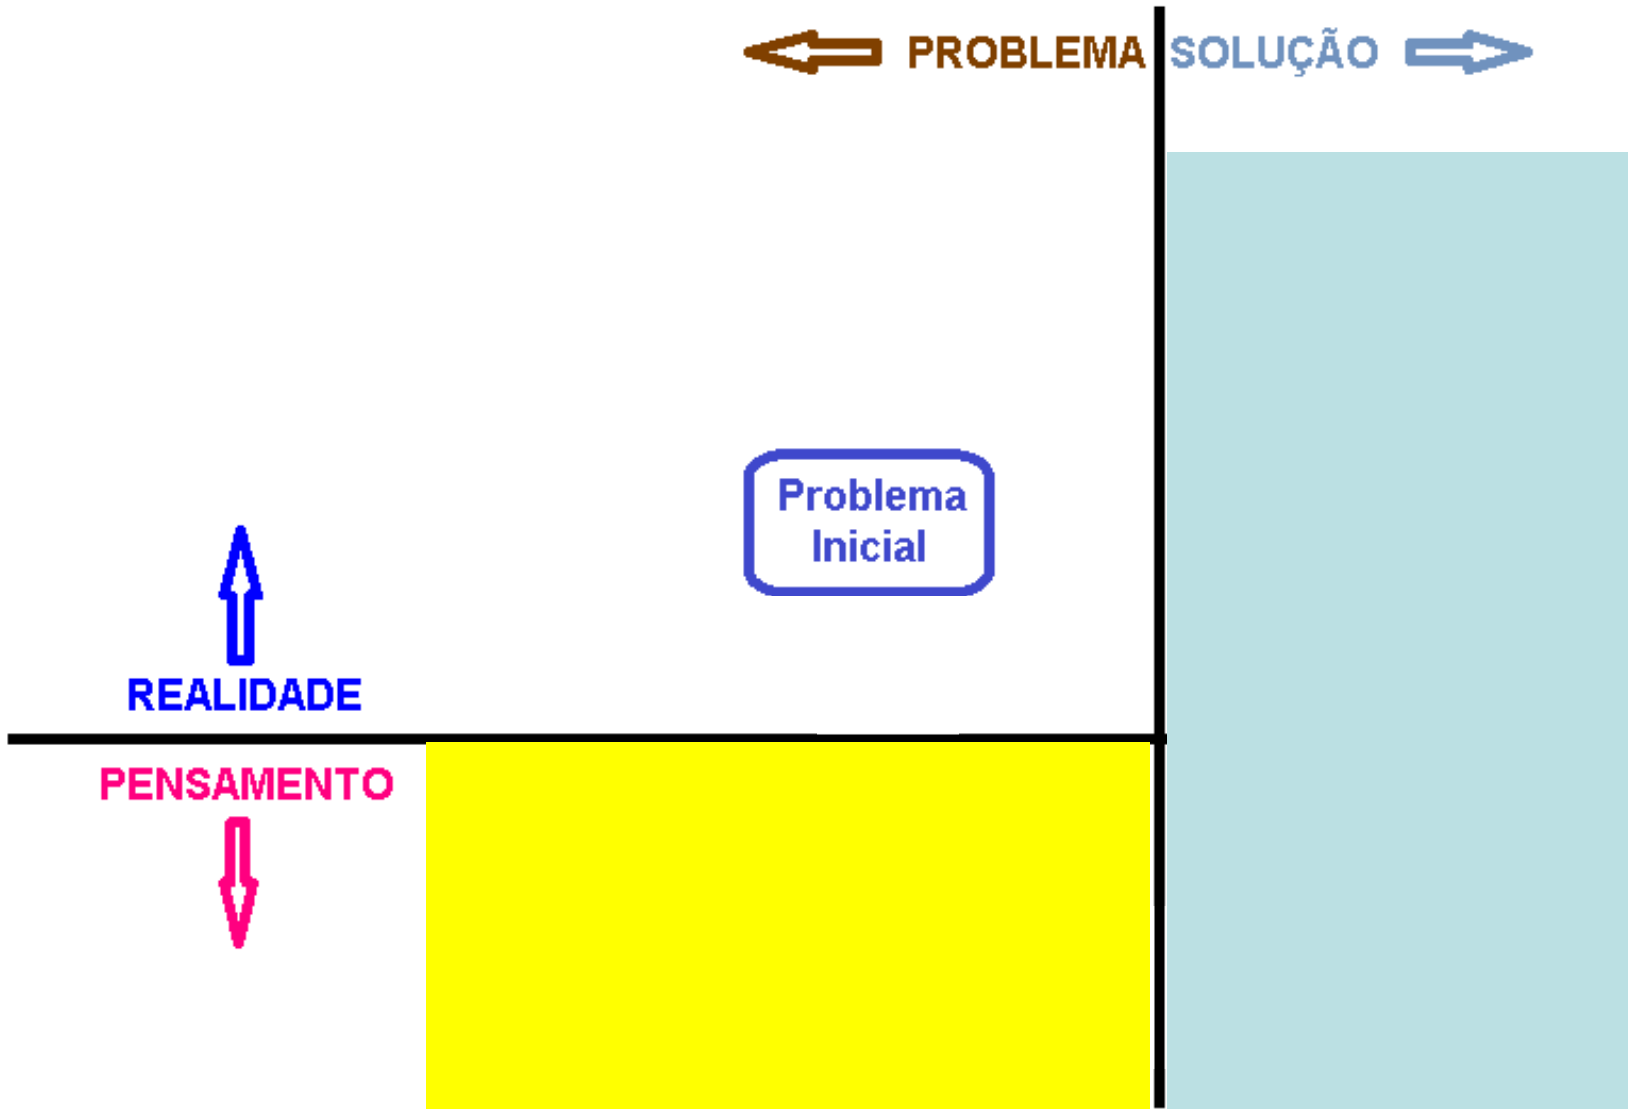 PROBLEMA
SOLUÇÃO
Problema
Inicial
REALIDADE
PENSAMENTO